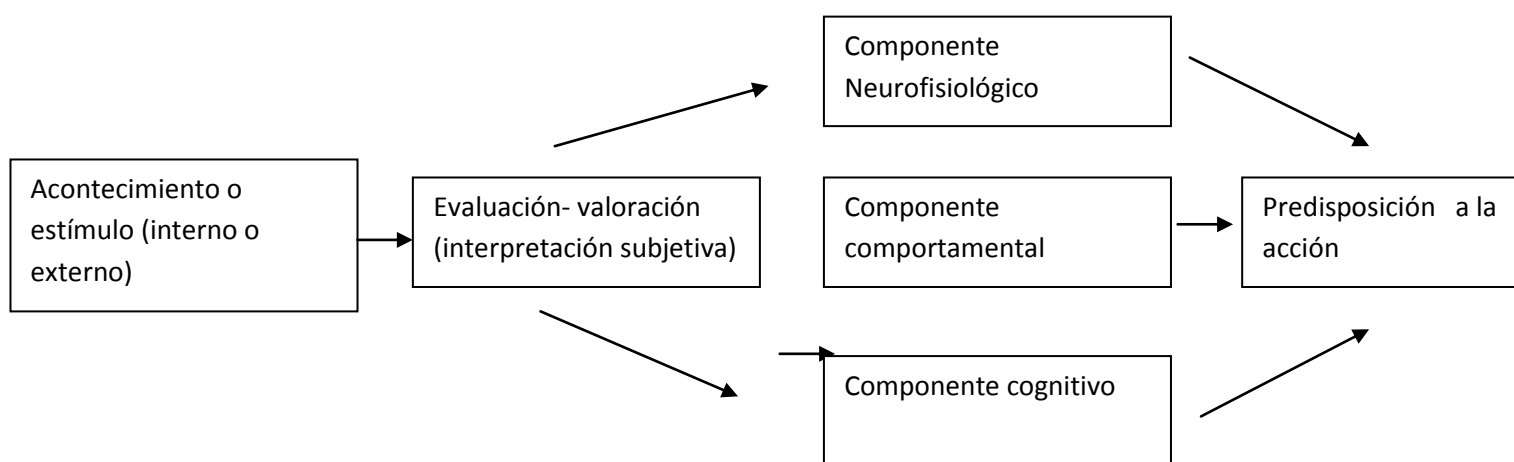 Acontecimiento o
estímulo (interno o
externo)
Evaluación- valoración
(interpretación subjetiva)
Componente
Neurofisiológico
Componente
comportamental
Componente cognitivo
Predisposición a la
acción